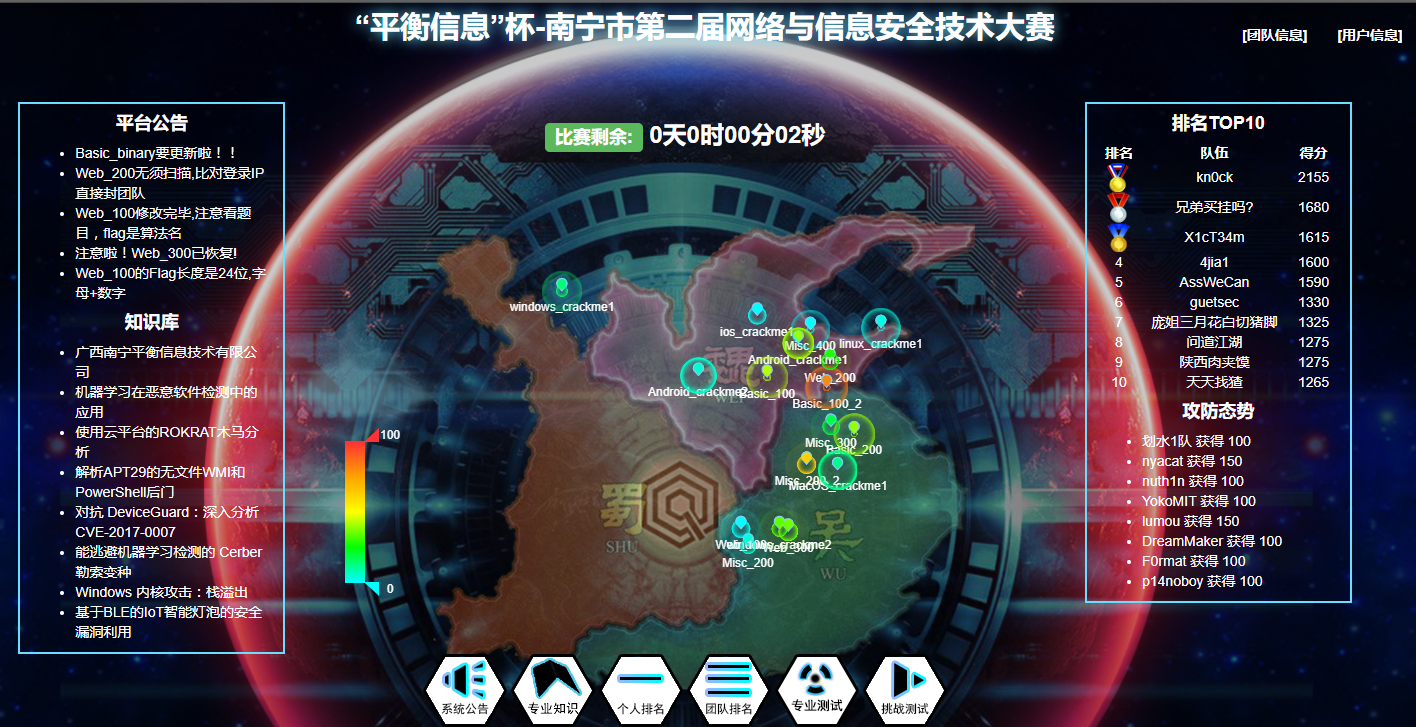 “平衡信息”杯-南宁市第二届网络与信息安全技术大赛
[团队信息] [用户信息]
平台公告
Basic_binary要更新啦！！
Web_200无须扫描,比对登录IP
直接封团队
Web_100修改完毕,注意看题
目，flag是算法名
注意啦！Web_300已恢复!
Web_100的Flag长度是24位,字
母+数字
知识库
广西南宁平衡信息技术有限公
司
机器学习在恶意软件检测中的
应用
使用云平台的ROKRAT木马分
析
解析APT29的无文件WMI和
PowerShell后门
对抗 DeviceGuard：深入分析
CVE-2017-0007
能逃避机器学习检测的 Cerber
勒索变种
Windows 内核攻击：栈溢出
基于BLE的IoT智能灯泡的安全
漏洞利用
比赛剩余: 0天0时00分02秒
windows_crackme1
ios_crackme1
Misc_400
linux_crackme1
Android_crackme1
Web_200
Android_crackme2
Basic_100
Basic_100_2
Misc_300
Basic_200
Misc_200_2
MacOS_crackme1
Web_300
Misc_200
魏
WEI
蜀
SHU
吴
WU
100
0
排名TOP10
排名 队伍 得分
kn0ck 2155
兄弟买挂吗? 1680
X1cT34m 1615
4 4jia1 1600
5 AssWeCan 1590
6 guetsec 1330
7 庞姐三月花白切猪脚 1325
8 问道江湖 1275
9 陕西肉夹馍 1275
10 天天找猹 1265
攻防态势
划水1队 获得 100
nyacat 获得 150
nuth1n 获得 100
YokoMIT 获得 100
lumou 获得 150
DreamMaker 获得 100
F0rmat 获得 100
p14noboy 获得 100
系统公告 专业知识 个人排名 团队排名 专业测试 挑战测试